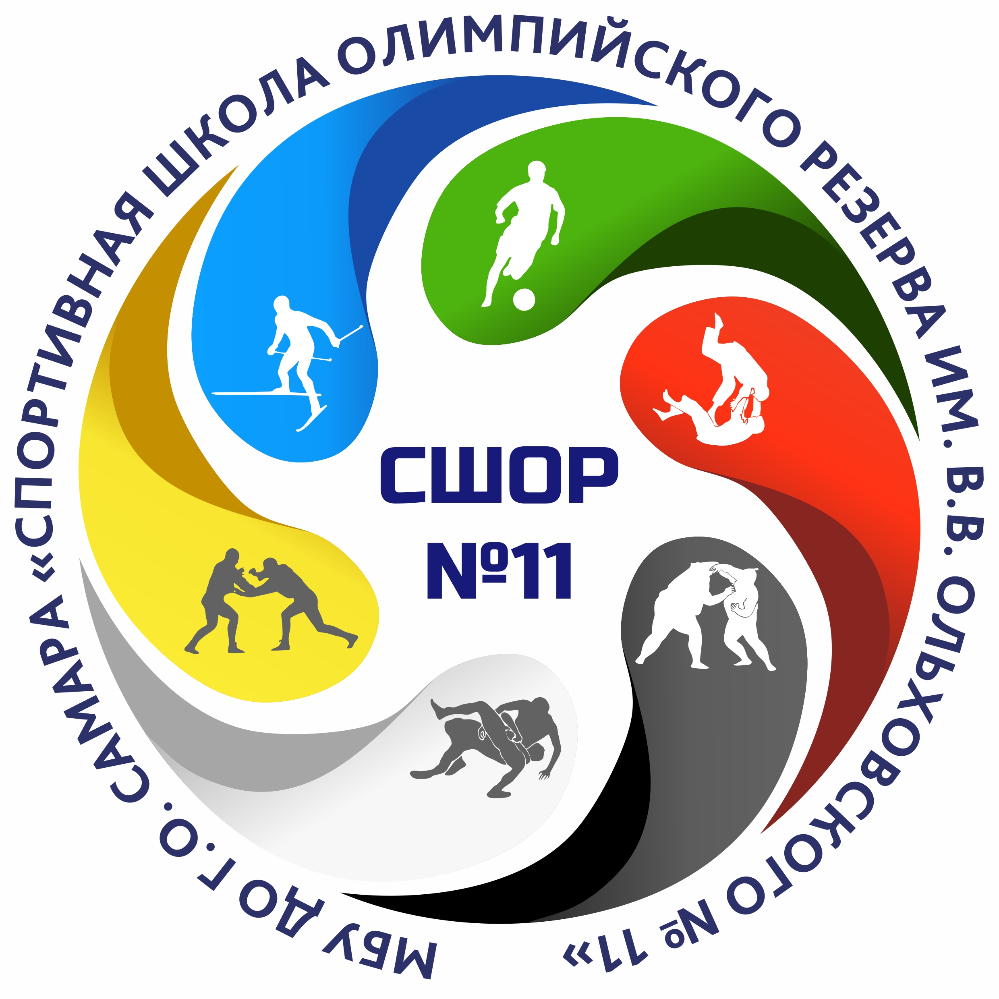 МБУ ДО Г.О. САМАРА «СПОРТИВНАЯ ШКОЛА ОЛИМПИЙСКОГО РЕЗЕРВА ИМ. В.В. ОЛЬХОВСКОГО № 11»
СШОР
№11